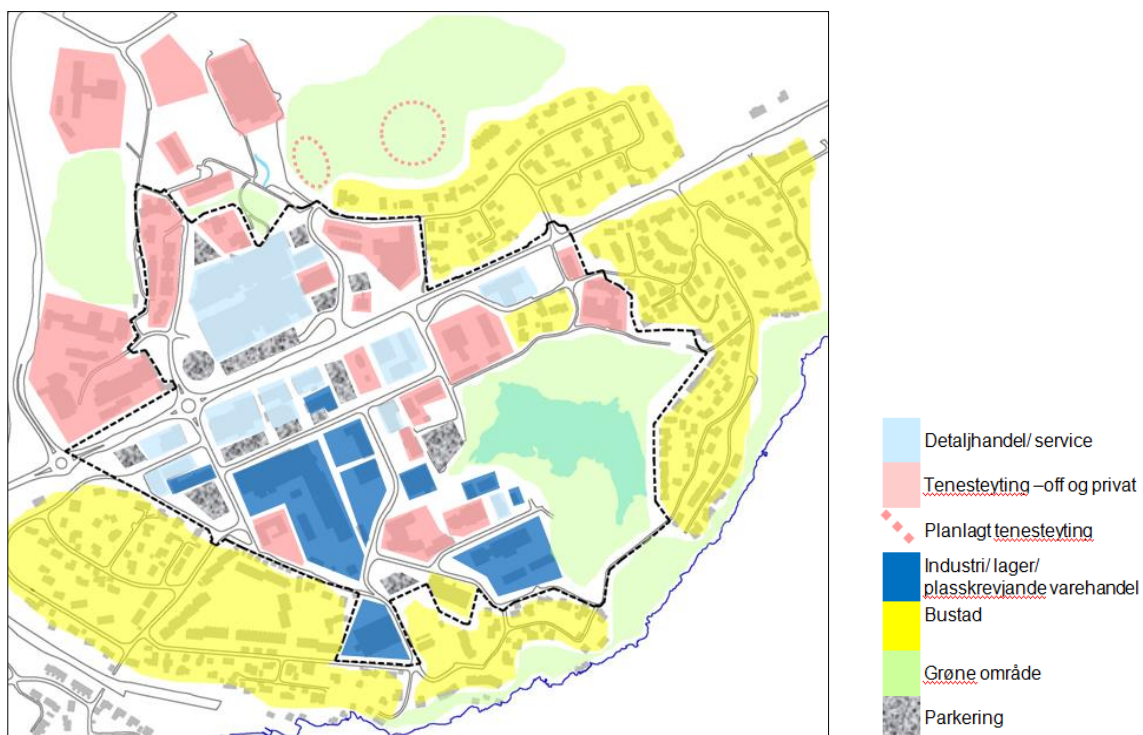 Detaljhandel/ service
Tenesteyting –off og privat
Planlagt tenesteyting
Industri/ lager/
plasskrevjande varehandel
Bustad
Grøne område
Parkering